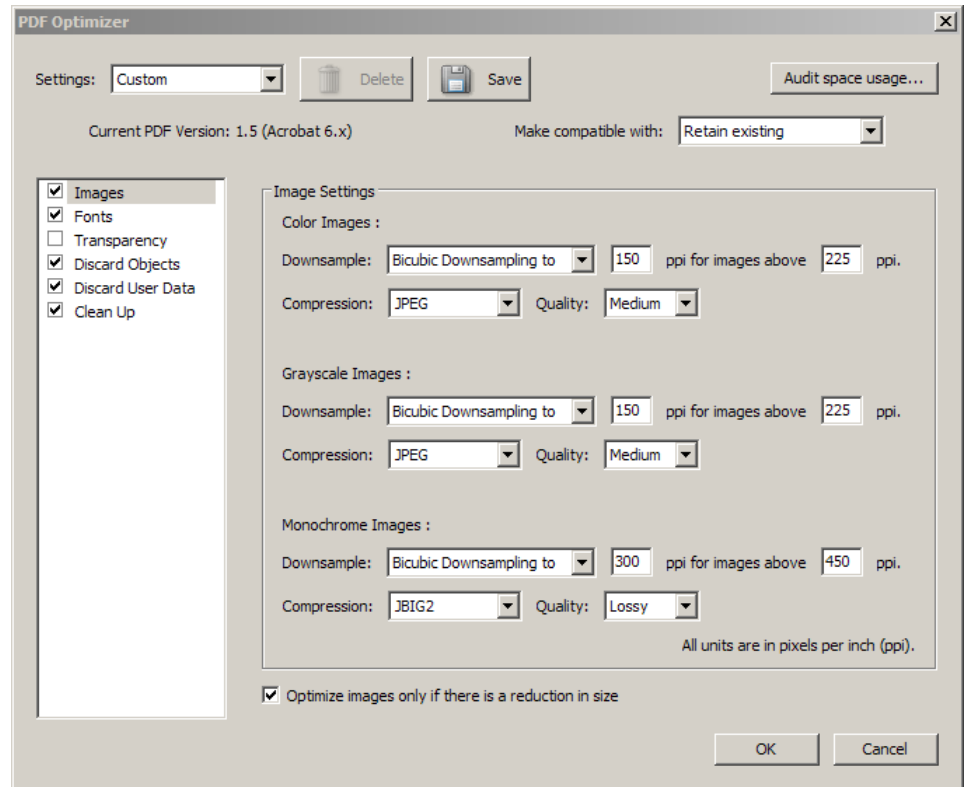 PDF Optimizer
Settings: Custom Delete Save Audit space usage...
Current PDF Version: 1.5 (Acrobat 6.x) Make compatible with: Retain existing
Images
Fonts
Transparency
Discard Objects
Discard User Data
Clean Up
Image Settings
Color Images :
Downsample: Bicubic Downsampling to 150 ppi for images above 225 ppi.
Compression: JPEG Quality: Medium
Grayscale Images :
Downsample: Bicubic Downsampling to 150 ppi for images above 225 ppi.
Compression: JPEG Quality: Medium
Monochrome Images :
Downsample: Bicubic Downsampling to 300 ppi for images above 450 ppi.
Compression: JBIG2 Quality: Lossy
All units are in pixels per inch (ppi).
Optimize images only if there is a reduction in size
OK Cancel